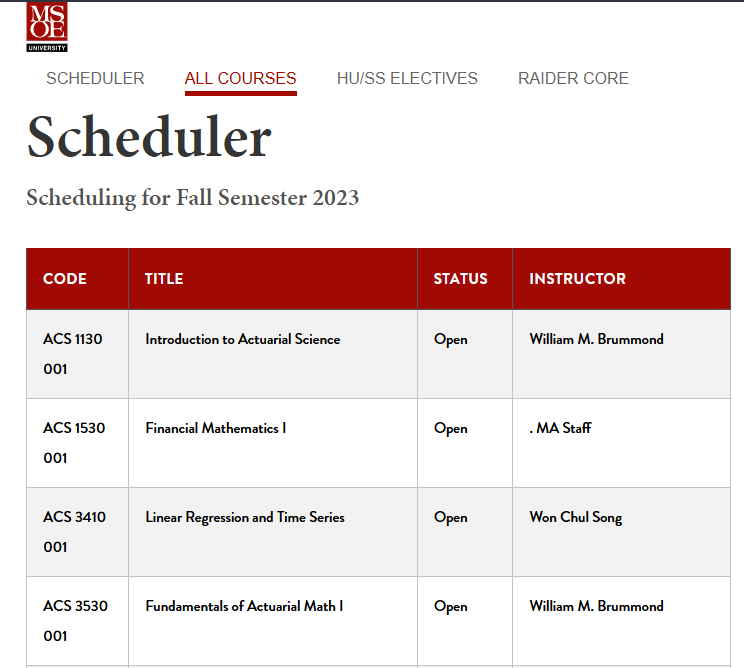 MS
OE
UNIVERSITY
SCHEDULER ALL COURSES HU/SS ELECTIVES RAIDER CORE
Scheduler
Scheduling for Fall Semester 2023
CODE TITLE STATUS INSTRUCTOR
ACS 1130 Introduction to Actuarial Science Open William M. Brummond
001
ACS 1530 Financial Mathematics I Open . MA Staff
001
ACS 3410 Linear Regression and Time Series Open Won Chul Song
001
ACS 3530 Fundamentals of Actuarial Math I Open William M. Brummond
001